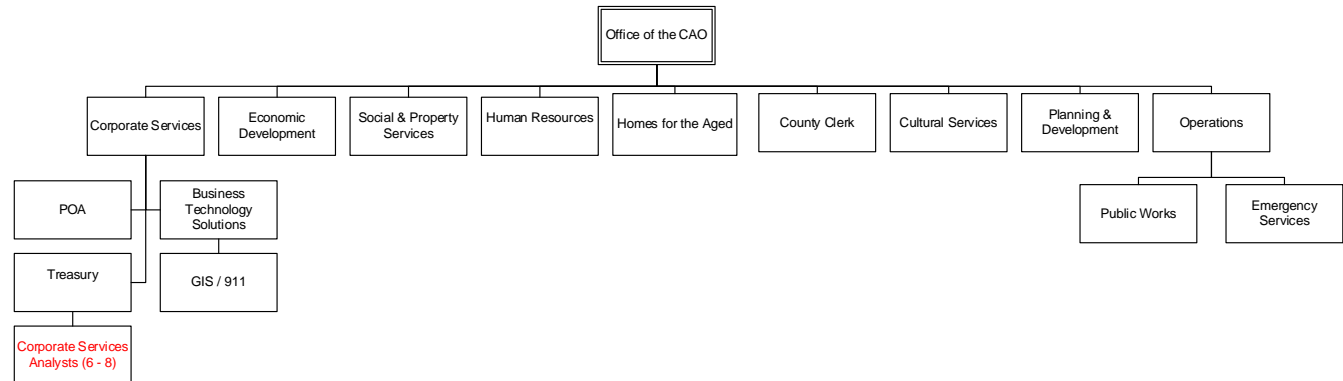 Office of the CAO
Corporate Services
Economic
Development
Social & Property
Services
Human Resources
Homes for the Aged
County Clerk
Cultural Services
Planning &
Development
Operations
POA
Business
Technology
Solutions
Public Works
Emergency
Services
Treasury
GIS / 911
Corporate Services
Analysts (6 - 8)